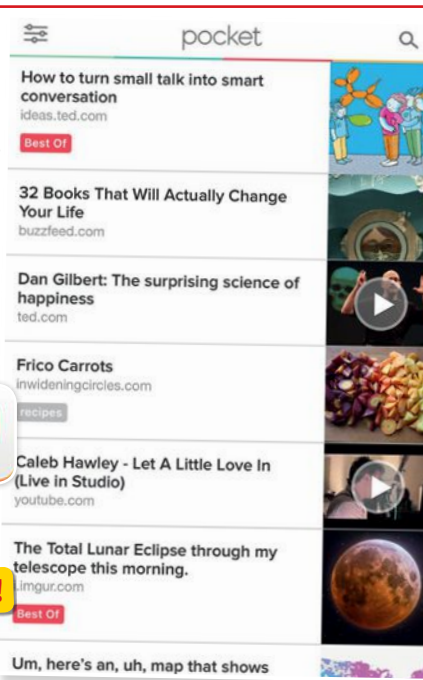 pocket
How to turn small talk into smart
conversation
ideas.ted.com
Best Of
32 Books That Will Actually Change
Your Life
buzzfeed.com
Dan Gilbert: The surprising science of
happiness
ted.com
Frico Carrots
inwideningcircles.com
recipes
Caleb Hawley - Let A Little Love In
(Live in Studio)
youtube.com
The Total Lunar Eclipse through my
telescope this morning.
i.imgur.com
!
Best Of
Um, here's an, uh, map that shows